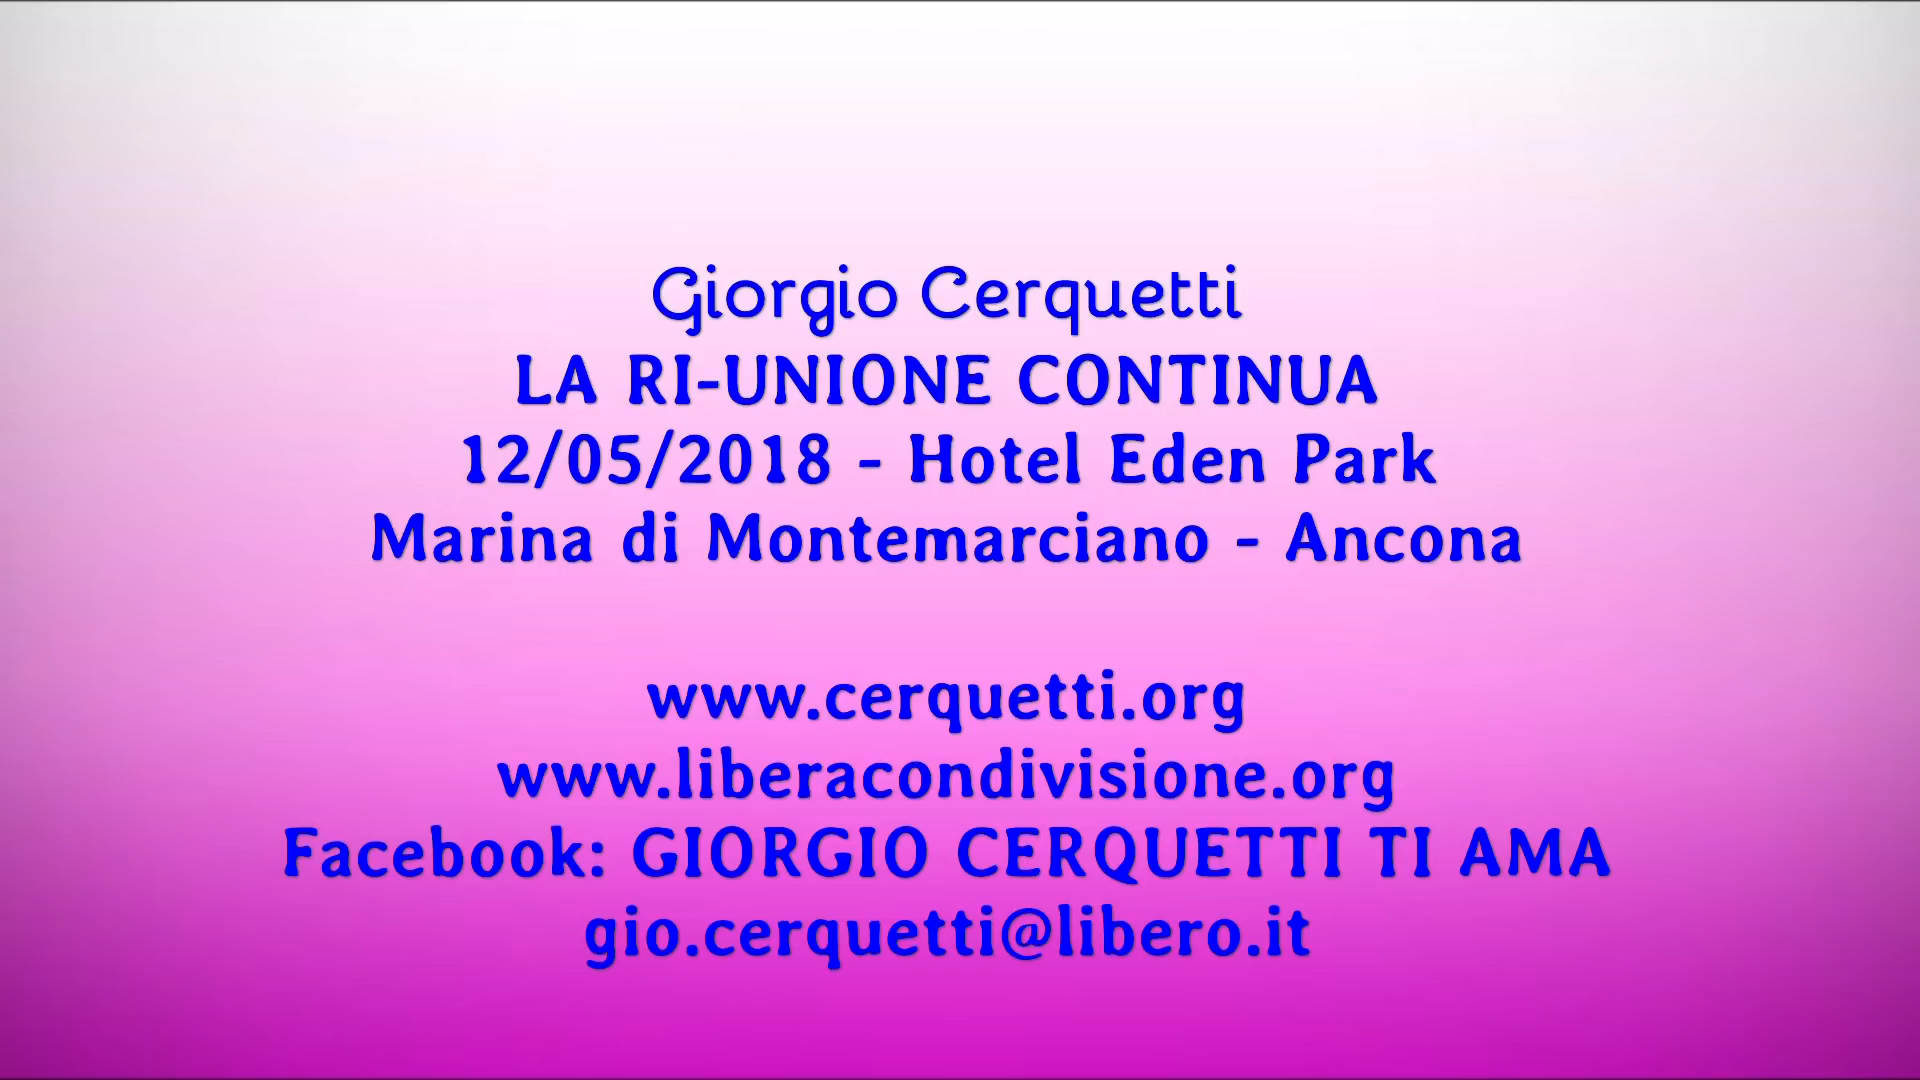 Giorgio Cerquetti
LA RI-UNIONE CONTINUA
12/05/2018 - Hotel Eden Park
Marina di Montemarciano - Ancona
www.cerquetti.org
www.liberacondivisione.org
Facebook: GIORGIO CERQUETTI TI AMA
gio.cerquetti@libero.it